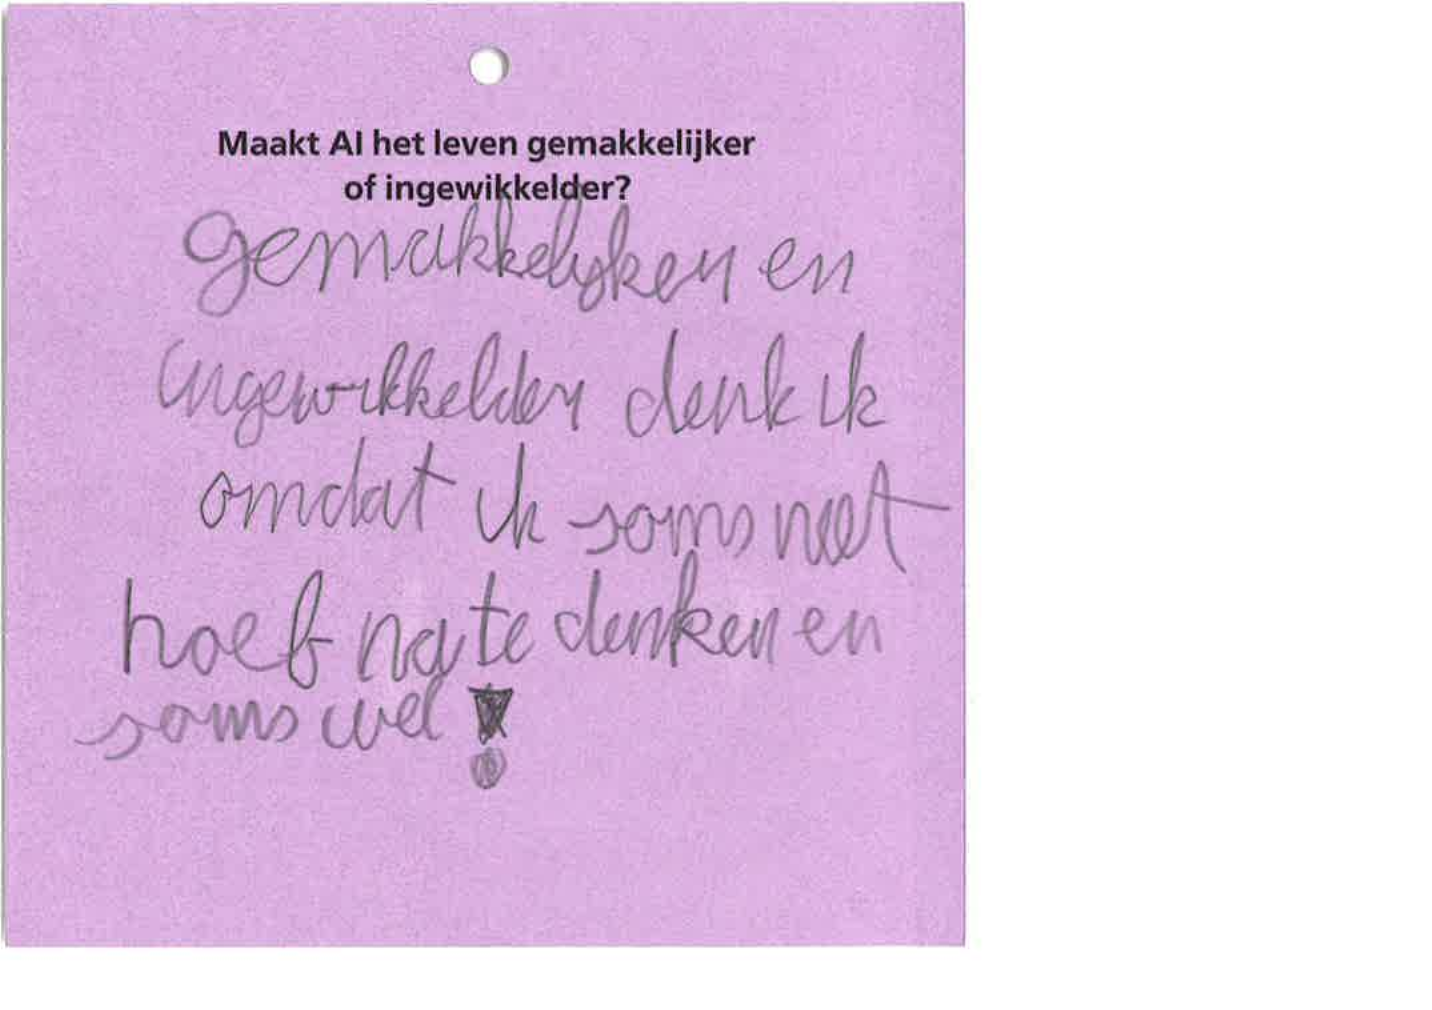 Maakt AI het leven gemakkelijker
of ingewikkelder?
gemakkelijker en
ingewikkelder denk ik
omdat ik soms niet
hoef na te denken en
soms wel !